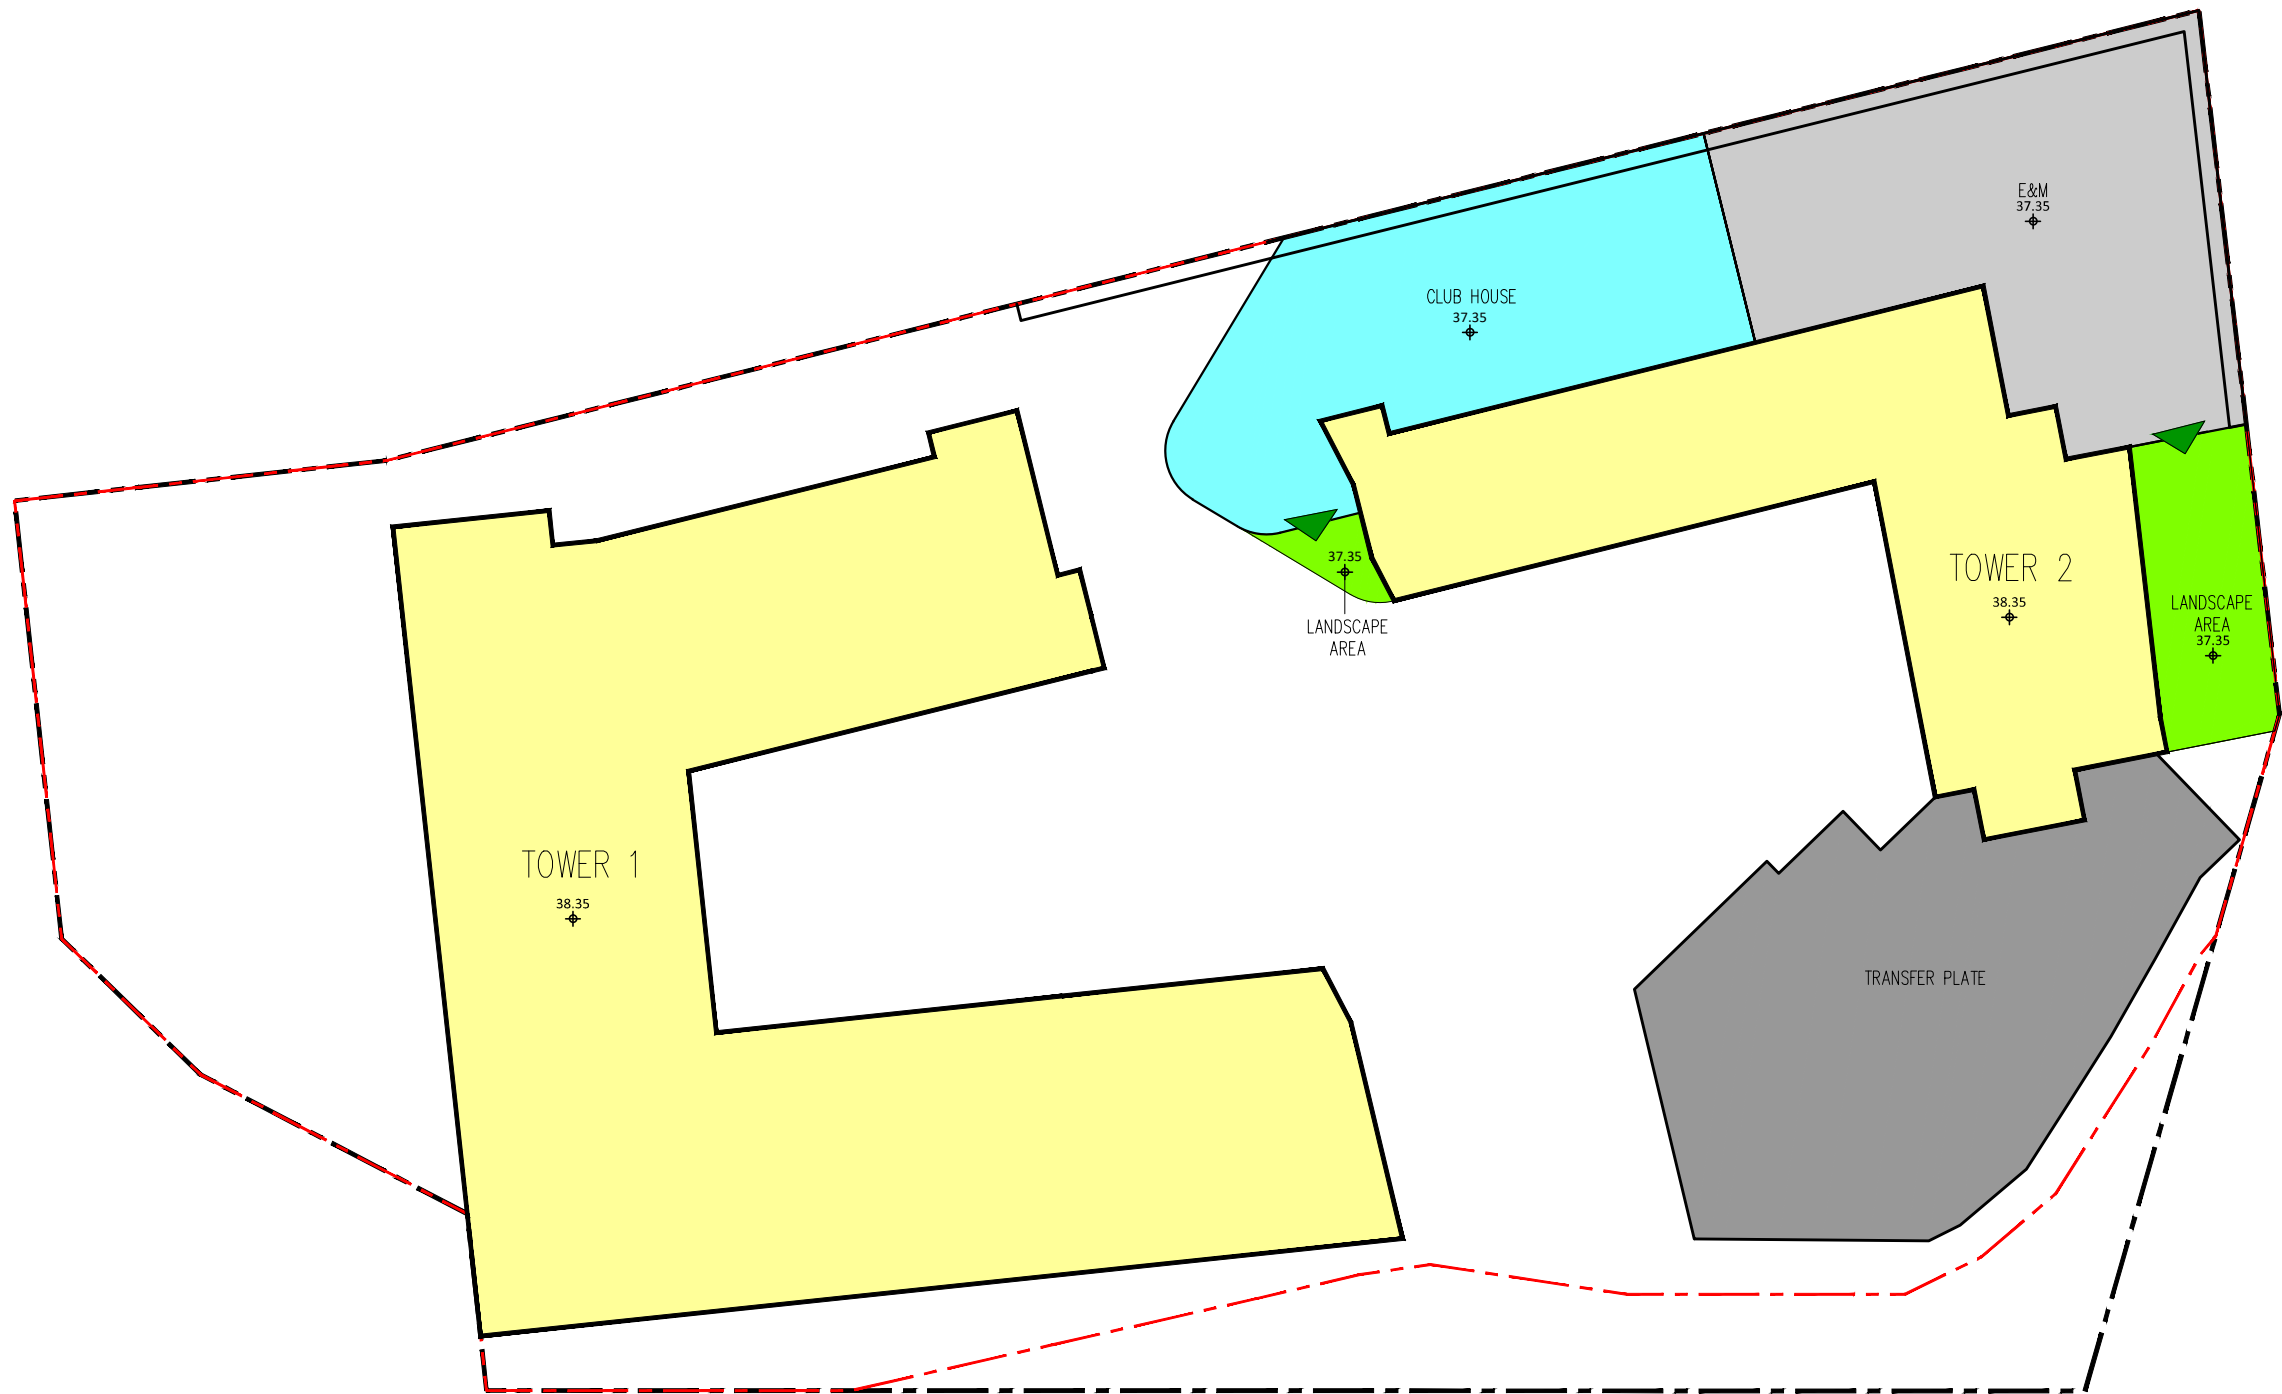 E&M
37.35
CLUB HOUSE
37.35
37.35
LANDSCAPE
AREA
TOWER 2
38.35
LANDSCAPE
AREA
37.35
TOWER 1
38.35
TRANSFER PLATE